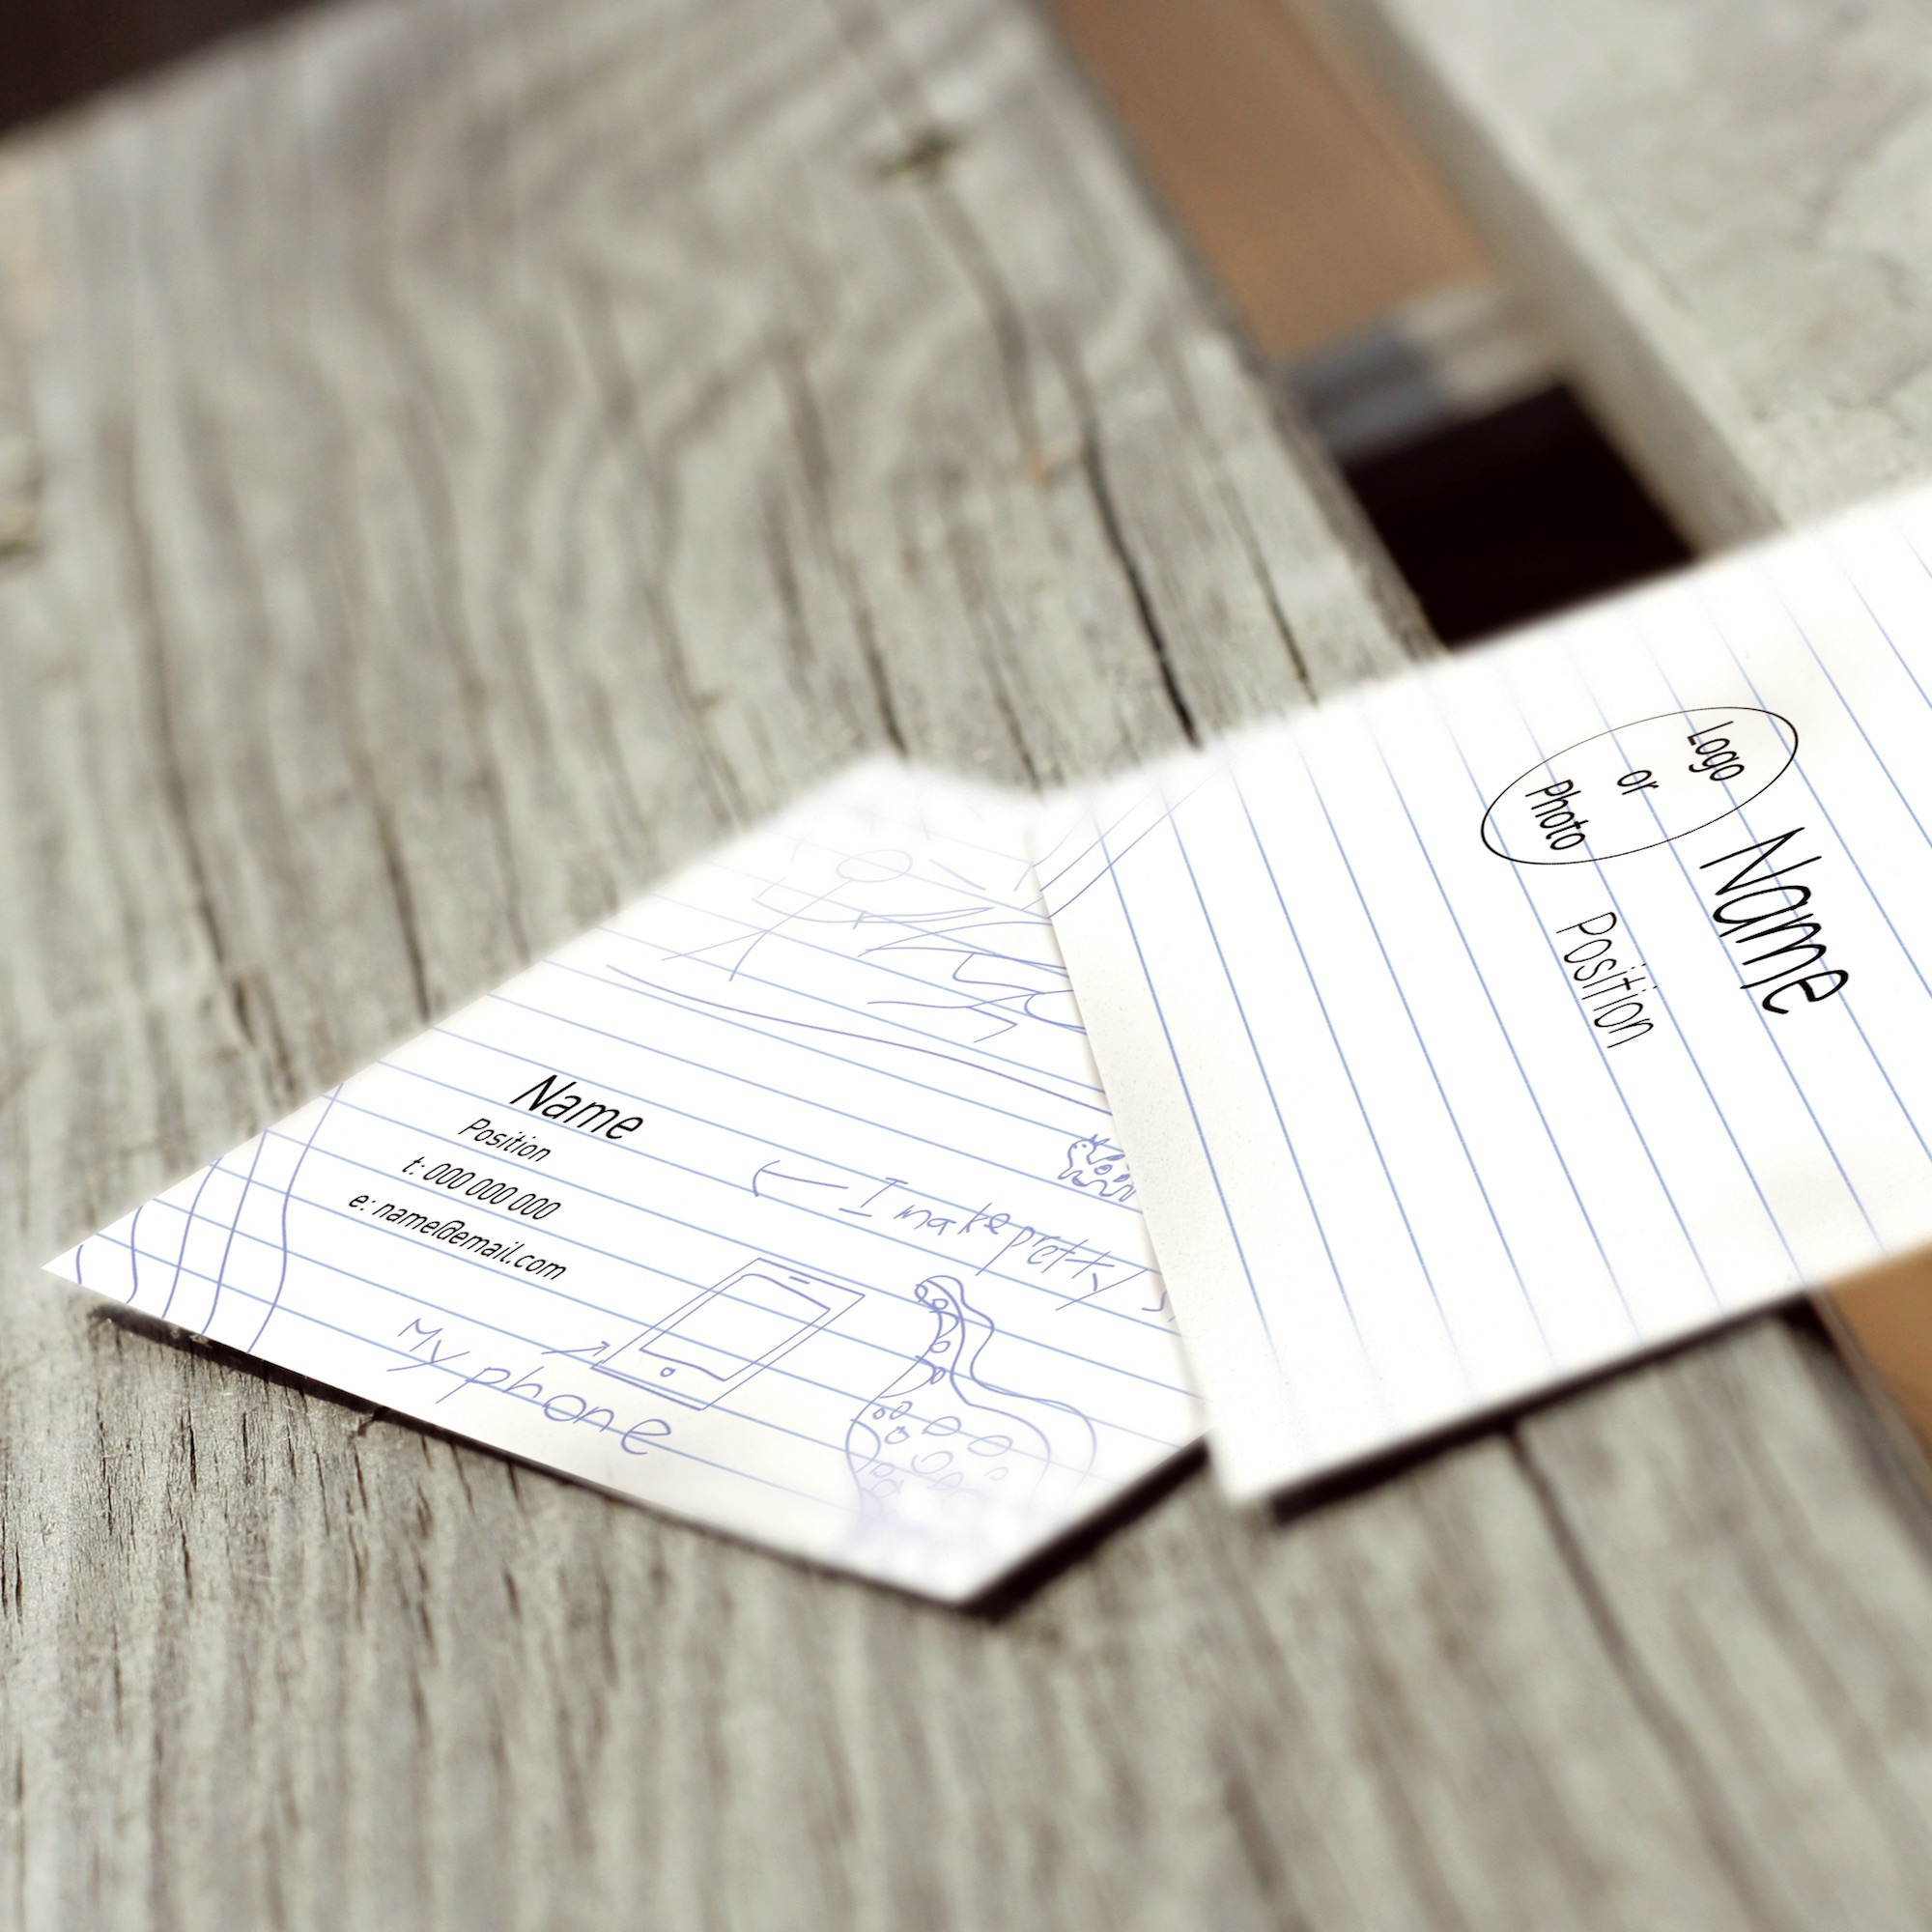 Name
Position
t: 000 000 000
e: name@email.com
I make pretty
My phone
Logo
or
Photo
Name
Position